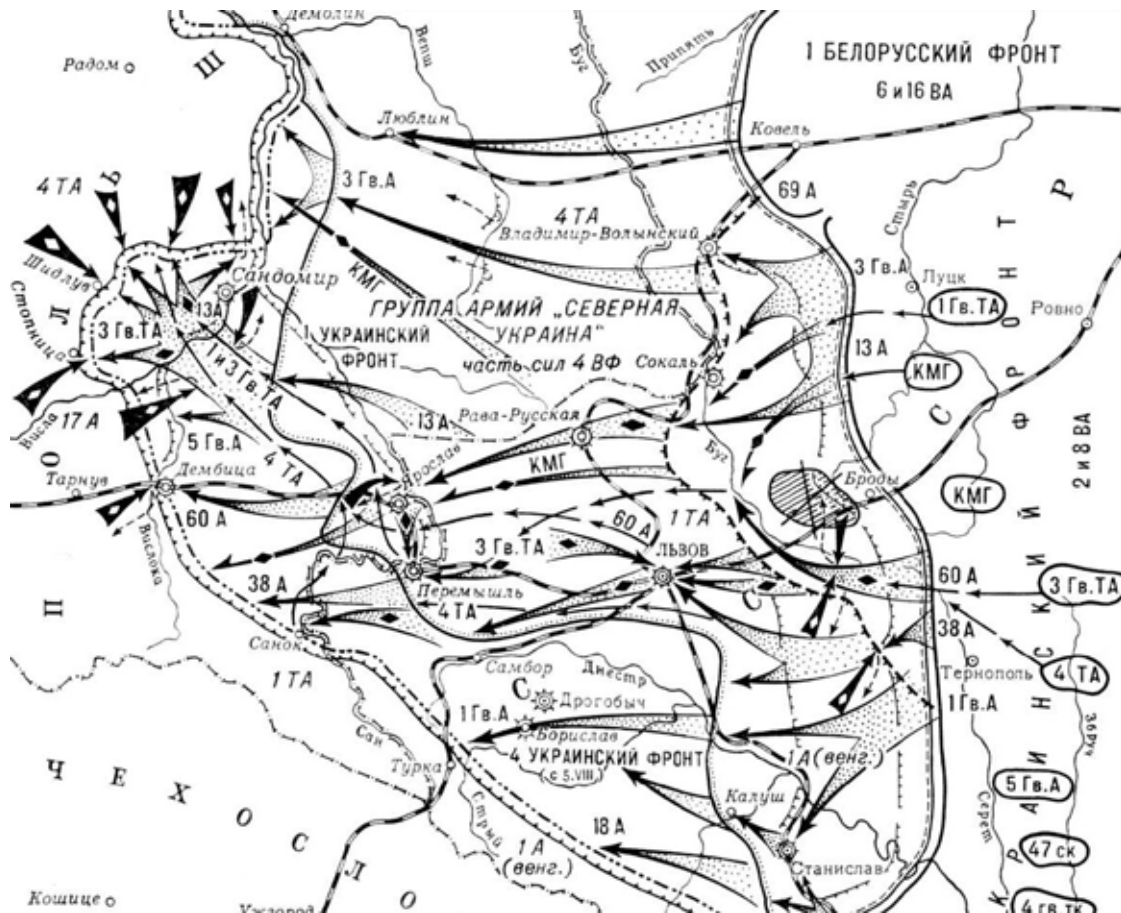 Демолин
Радом
Вепш
Буг
Припять
1 БЕЛОРУССКИЙ ФРОНТ
6 и 16 ВА
Люблин
Ковель
4 ТА
3 Гв.А
69 А
4 ТА
Владимир-Волынский
Стырь
Шидлув
Сандомир
КМГ
3 Гв.А
Луцк
1 Гв.ТА
Ровно
Стопница
13А
ГРУППА АРМИЙ „СЕВЕРНАЯ
УКРАИНА"
3 Гв.ТА
1 УКРАИНСКИЙ
ФРОНТ
часть сил 4 ВФ
Сокаль
13 А
КМГ
1 и 3 Гв.ТА
Висла
17 А
13 А
Рава-Русская
5 Гв.А
4 ТА
Ярослав
КМГ
Буг
Броды
КМГ
2 и 8 ВА
Тарнув
Дембица
60 А
Вислока
60 А
1 ТА
3 Гв.ТА
ЛЬВОВ
60 А
3 Гв.ТА
38 А
Перемышль
4 ТА
38 А
Санок
Самбор
Днестр
Тернополь
4 ТА
1 ТА
С
С
Дрогобыч
1 Гв.А
Збруч
Сан
1 Гв.А
Борислав
4 УКРАИНСКИЙ ФРОНТ
(с 5.VIII)
1 А (венг.)
Турка
5 Гв.А
Стрый
Калуш
Серет
18 А
1 А
(венг.)
Станислав
47 ск
Кошице
Ужгород
4 гв.тк
П О Л Ь Ш
Ч Е Х О С Л О
К Р А И Н С К И Й Ф Р О Н Т
С Р